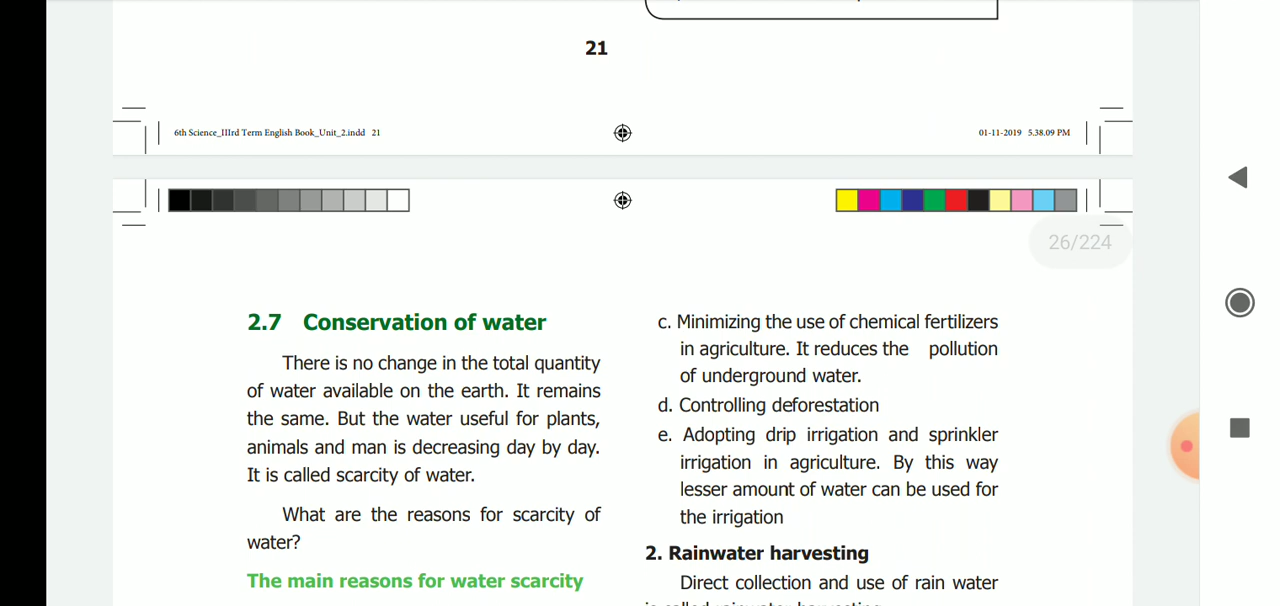 21
6th Science_IIIrd Term English Book_Unit_2.indd 21
01-11-2019 5.38.09 PM
26/224
2.7 Conservation of water
There is no change in the total quantity
of water available on the earth. It remains
the same. But the water useful for plants,
animals and man is decreasing day by day.
It is called scarcity of water.
What are the reasons for scarcity of
water?
The main reasons for water scarcity
c. Minimizing the use of chemical fertilizers
in agriculture. It reduces the pollution
of underground water.
d. Controlling deforestation
e. Adopting drip irrigation and sprinkler
irrigation in agriculture. By this way
lesser amount of water can be used for
the irrigation
2. Rainwater harvesting
Direct collection and use of rain water
is called rainwater harvesting